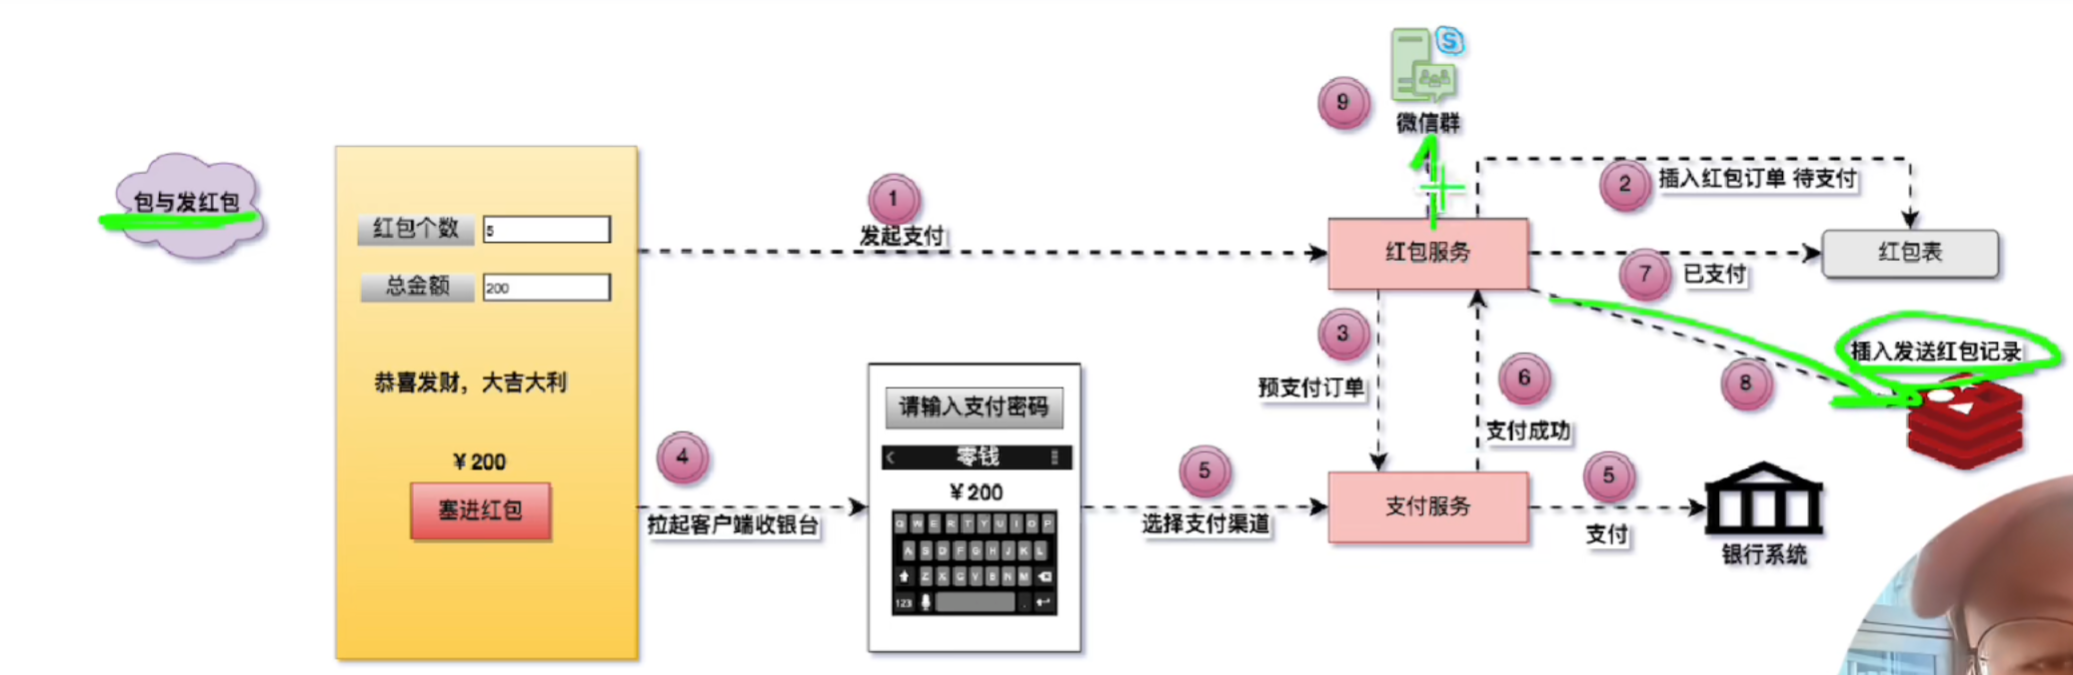 9
微信群
包与发红包
红包个数
5
总金额
200
恭喜发财，大吉大利
￥200
塞进红包
1
发起支付
2
插入红包订单 待支付
红包服务
红包表
7
已支付
3
预支付订单
6
支付成功
8
插入发送红包记录
4
拉起客户端收银台
请输入支付密码
零钱
￥200
Q W E R T Y U I O P
A S D F G H J K L
Z X C V B N M
123
5
选择支付渠道
支付服务
5
支付
银行系统